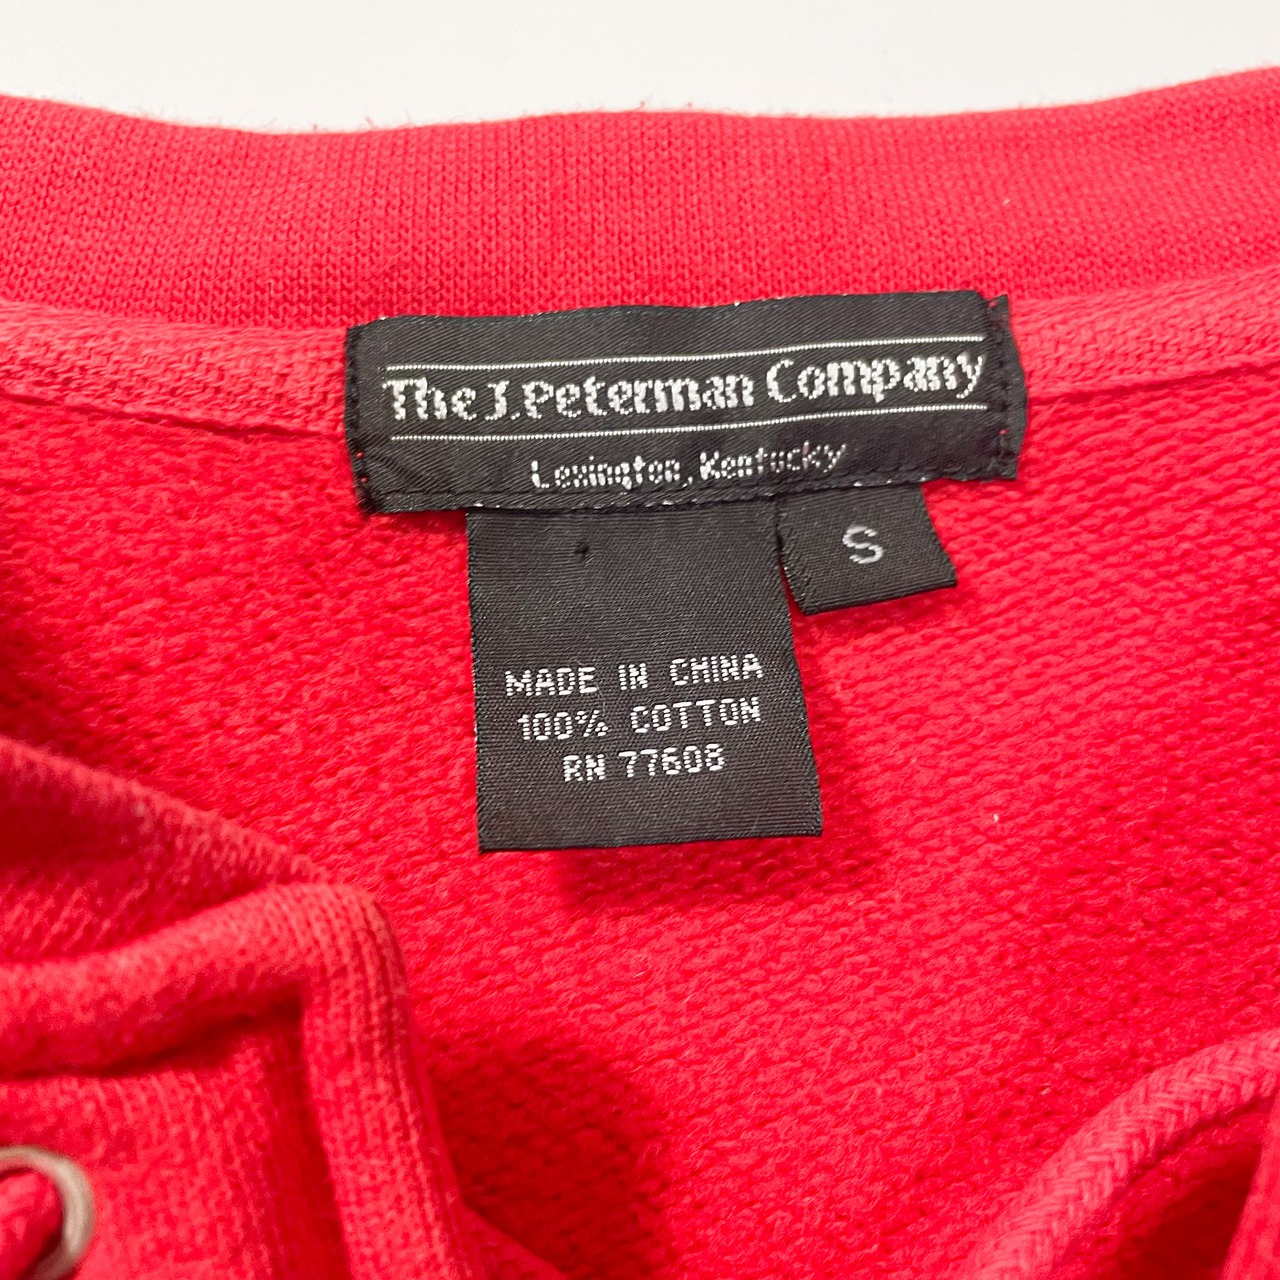 The J. Peterman Company
Lexington, Kentucky
S
MADE IN CHINA
100% COTTON
RN 77608